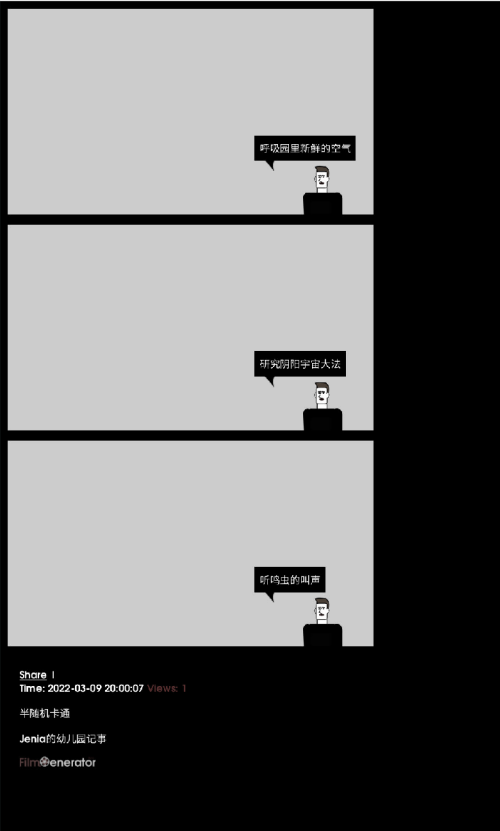 呼吸园里新鲜的空气
研究阴阳宇宙大法
听鸣虫的叫声
Share |
Time: 2022-03-09 20:00:07 Views: 1
半随机卡通
Jenia的幼儿园记事
FilmGenerator